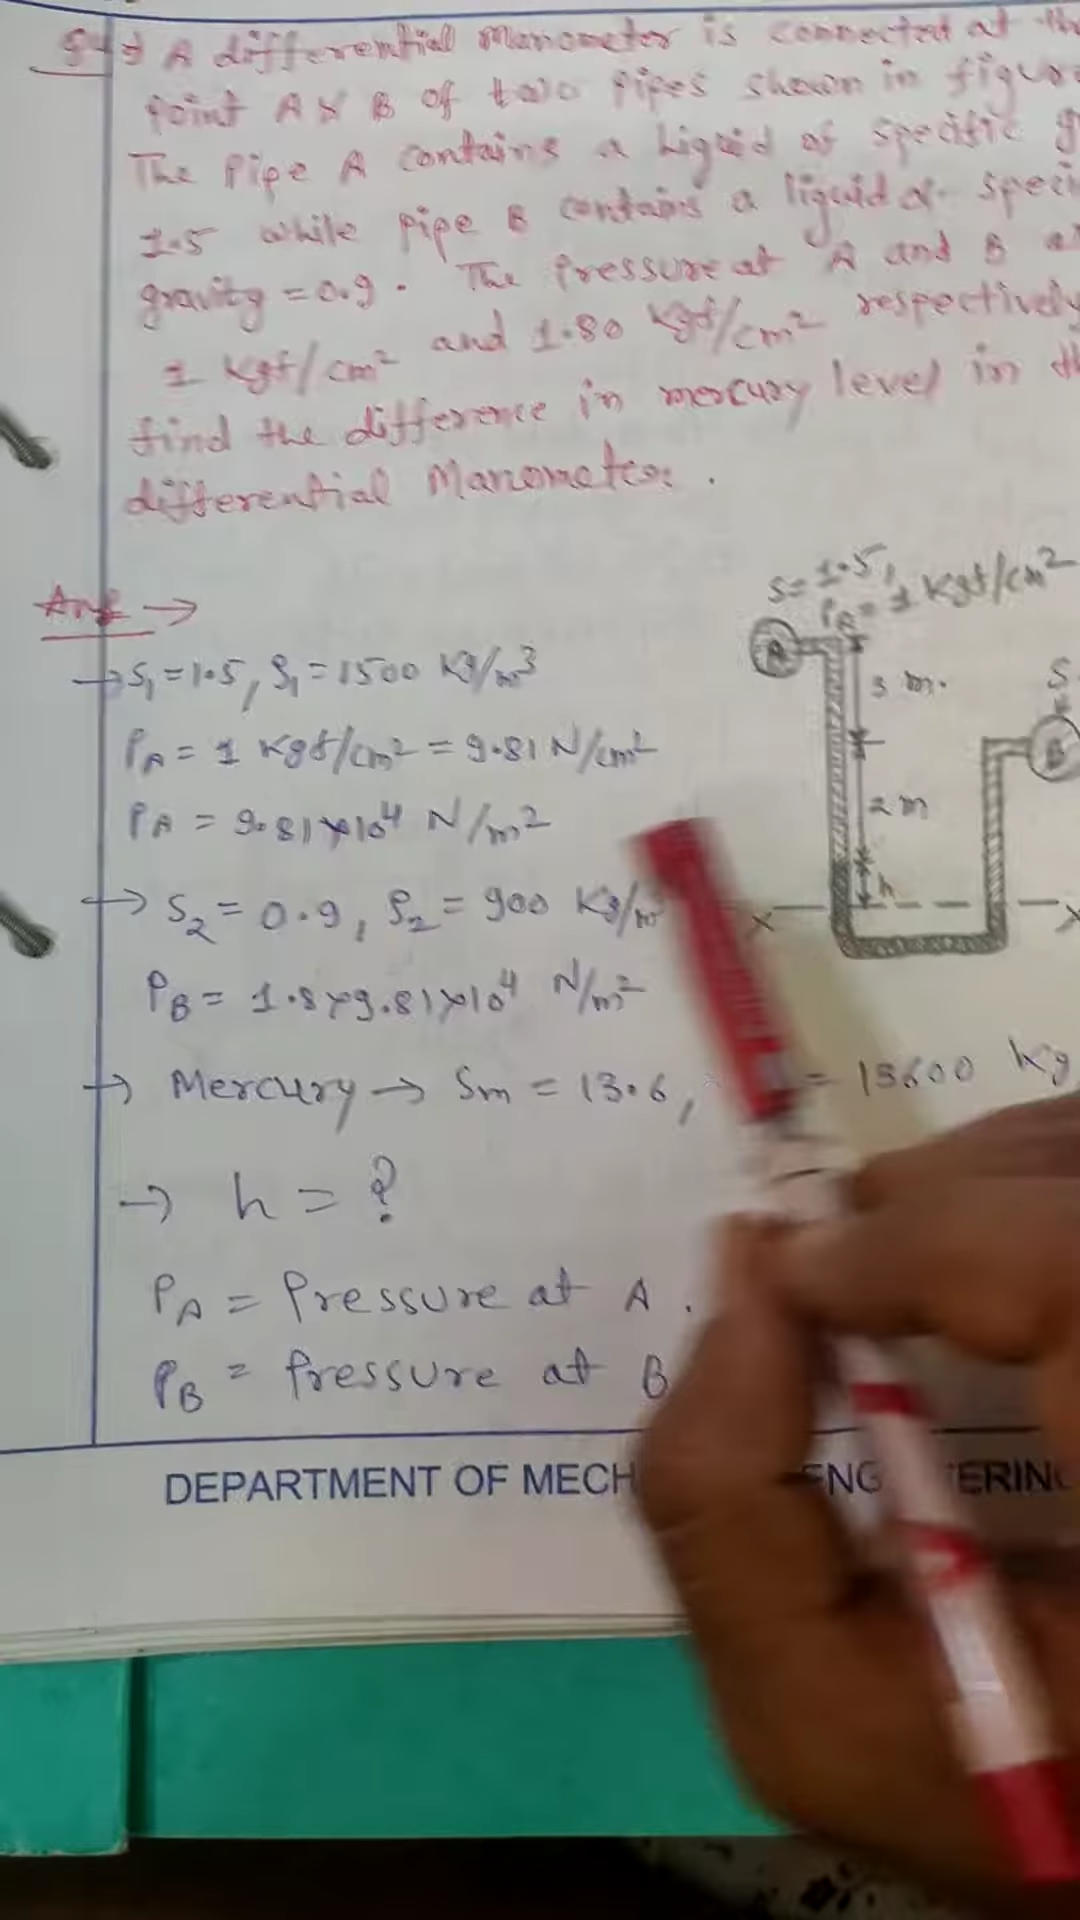 A differential Manometer is connected at the
point A & B of two pipes shown in figure
The Pipe A contains a liquid of specific
1.5 while pipe B contains a liquid of speci
gravity = 0.9. The pressure at A and B
1 kgf/cm² and 1.80 kgf/cm² respectively
find the difference in mercury level in th
differential Manometer.
Ans →
S = 1.5,
PA = 1 kgf/cm²
A
3 m.
S
B
2 m
h
X
X
→ S₁ = 1.5, ρ₁ = 1500 Kg/m³
PA = 1 kgf/cm² = 9.81 N/cm²
PA = 9.81×10⁴ N/m²
→ S₂ = 0.9, ρ₂ = 900 Kg/m
PB = 1.8×9.81×10⁴ N/m²
→ Mercury → Sm = 13.6, = 13600 kg
→ h = ?
PA = Pressure at A.
PB = Pressure at B
DEPARTMENT OF MECH ENG ERING